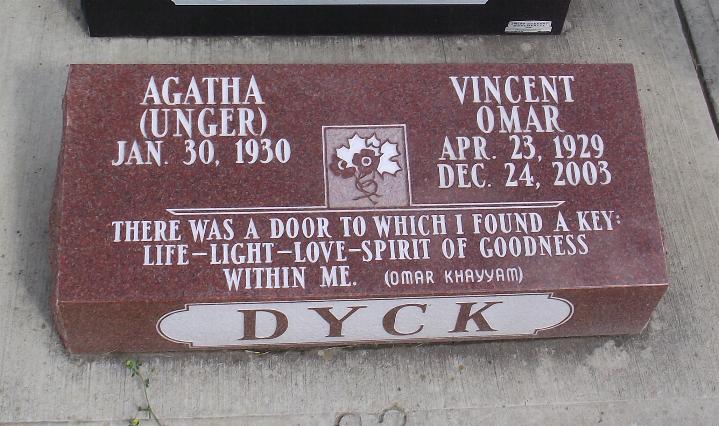 AGATHA
(UNGER)
JAN. 30, 1930
VINCENT
OMAR
APR. 23, 1929
DEC. 24, 2003
THERE WAS A DOOR TO WHICH I FOUND A KEY:
LIFE—LIGHT—LOVE—SPIRIT OF GOODNESS
WITHIN ME. (OMAR KHAYYAM)
DYCK